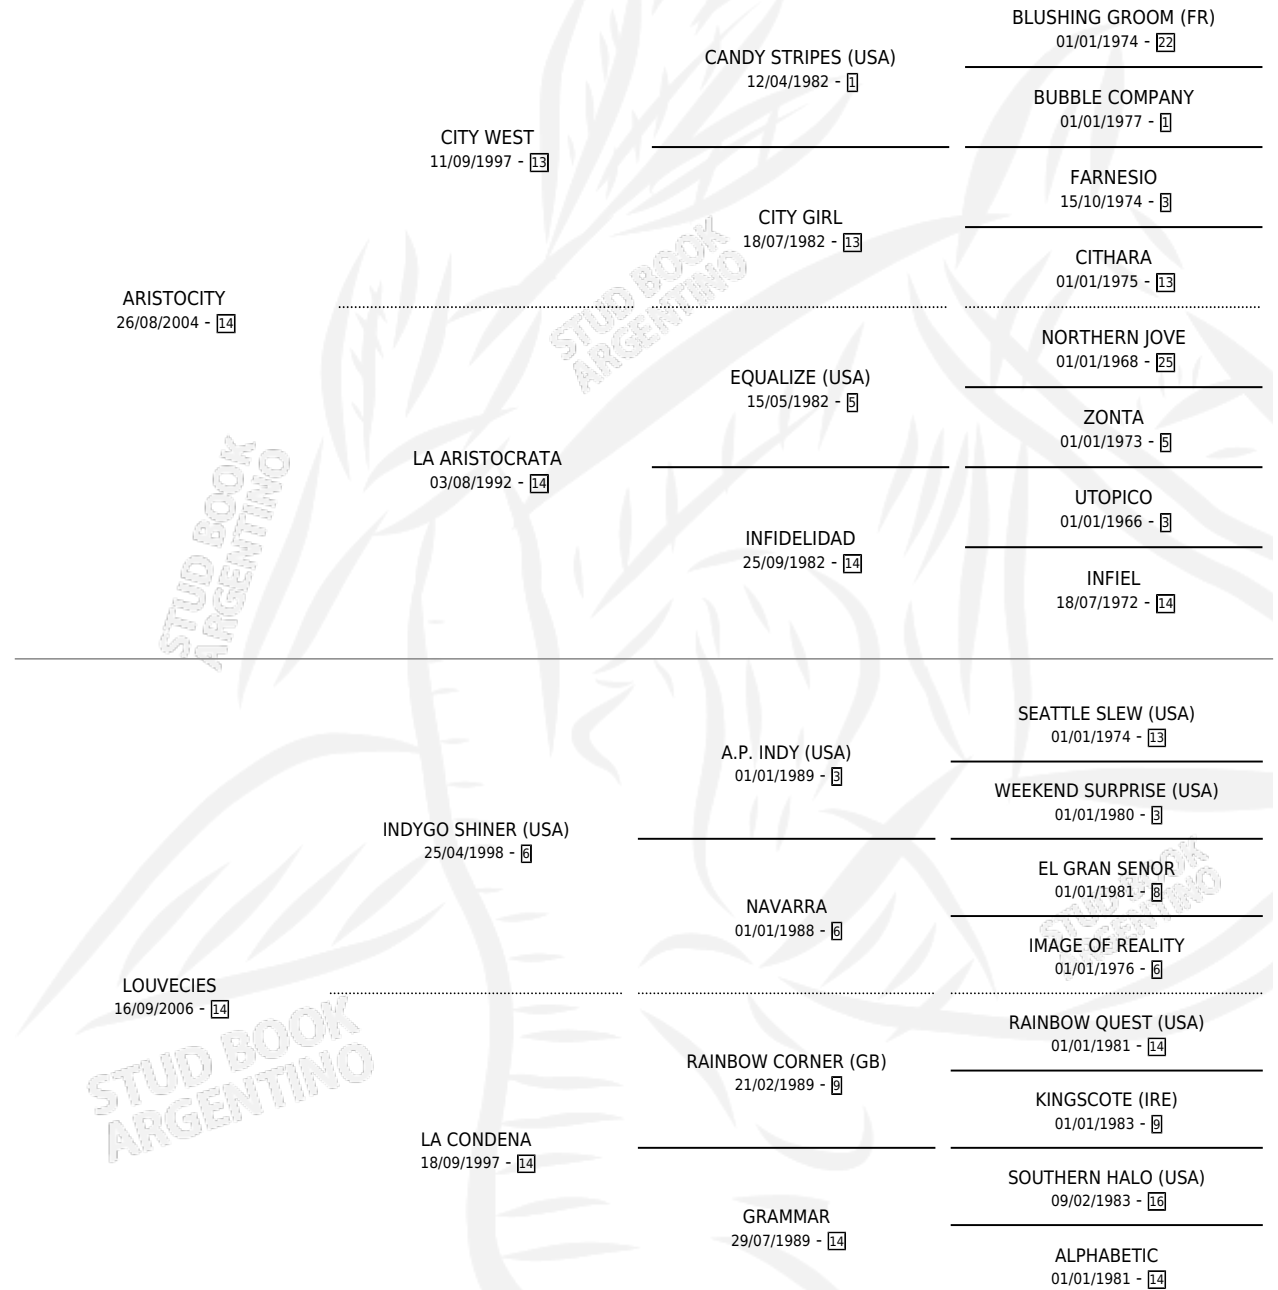 BLUSHING GROOM (FR)
01/01/1974 - 22
CANDY STRIPES (USA)
12/04/1982 - 1
BUBBLE COMPANY
01/01/1977 - 1
CITY WEST
11/09/1997 - 13
FARNESIO
15/10/1974 - 3
CITY GIRL
18/07/1982 - 13
CITHARA
01/01/1975 - 13
ARISTOCITY
26/08/2004 - 14
NORTHERN JOVE
01/01/1968 - 25
EQUALIZE (USA)
15/05/1982 - 5
ZONTA
01/01/1973 - 5
LA ARISTOCRATA
03/08/1992 - 14
UTOPICO
01/01/1966 - 3
INFIDELIDAD
25/09/1982 - 14
INFIEL
18/07/1972 - 14
STUD BOOK
ARGENTINO
STUD BOOK
ARGENTINO
SEATTLE SLEW (USA)
01/01/1974 - 13
A.P. INDY (USA)
01/01/1989 - 3
WEEKEND SURPRISE (USA)
01/01/1980 - 3
INDYGO SHINER (USA)
25/04/1998 - 6
EL GRAN SENOR
01/01/1981 - 8
NAVARRA
01/01/1988 - 6
IMAGE OF REALITY
01/01/1976 - 6
STUD BOOK
ARGENTINO
LOUVECIES
16/09/2006 - 14
RAINBOW QUEST (USA)
01/01/1981 - 14
RAINBOW CORNER (GB)
21/02/1989 - 9
KINGSCOTE (IRE)
01/01/1983 - 9
LA CONDENA
18/09/1997 - 14
SOUTHERN HALO (USA)
09/02/1983 - 16
GRAMMAR
29/07/1989 - 14
ALPHABETIC
01/01/1981 - 14
STUD BOOK
ARGENTINO